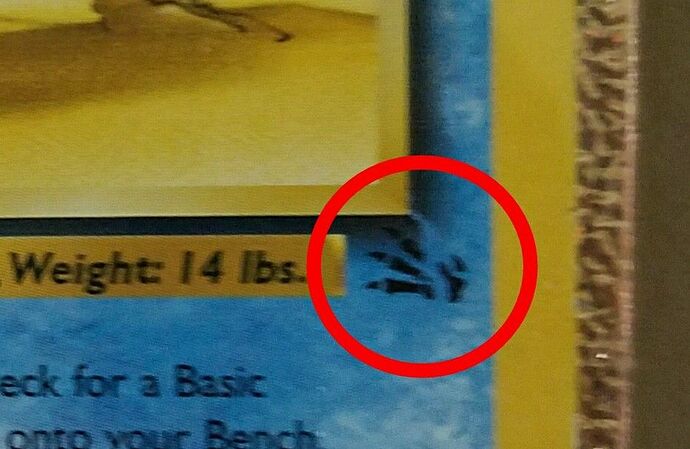 Weight: 14 lbs.
eck for a Basic
onto your Bench